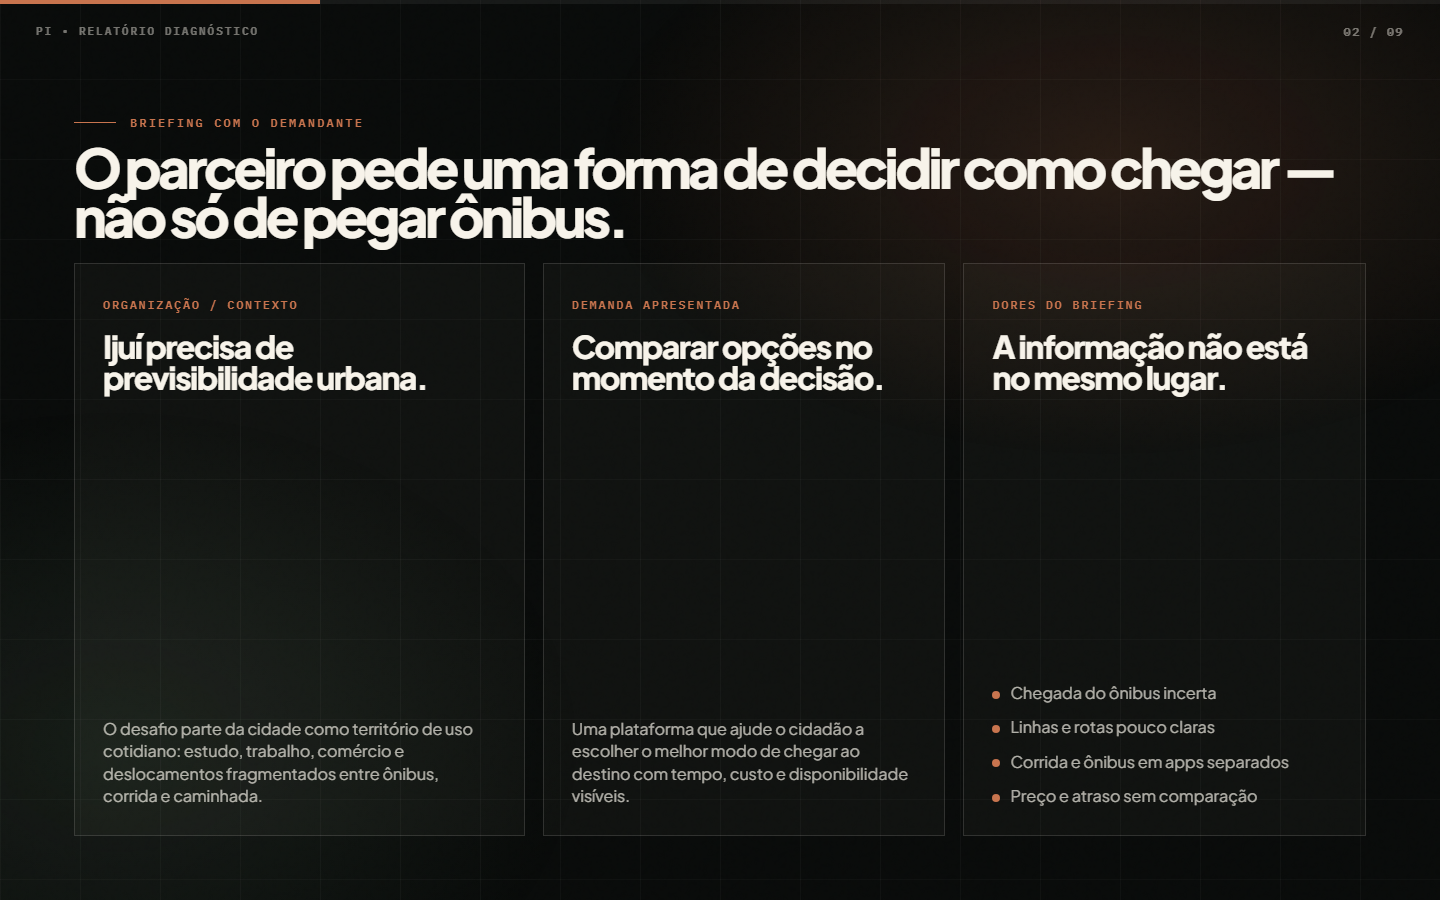 PI • RELATÓRIO DIAGNÓSTICO
02 / 09
BRIEFING COM O DEMANDANTE
O parceiro pede uma forma de decidir como chegar —
não só de pegar ônibus.
ORGANIZAÇÃO / CONTEXTO
Ijuí precisa de
previsibilidade urbana.
O desafio parte da cidade como território de uso
cotidiano: estudo, trabalho, comércio e
deslocamentos fragmentados entre ônibus,
corrida e caminhada.
DEMANDA APRESENTADA
Comparar opções no
momento da decisão.
Uma plataforma que ajude o cidadão a
escolher o melhor modo de chegar ao
destino com tempo, custo e disponibilidade
visíveis.
DORES DO BRIEFING
A informação não está
no mesmo lugar.
Chegada do ônibus incerta
Linhas e rotas pouco claras
Corrida e ônibus em apps separados
Preço e atraso sem comparação